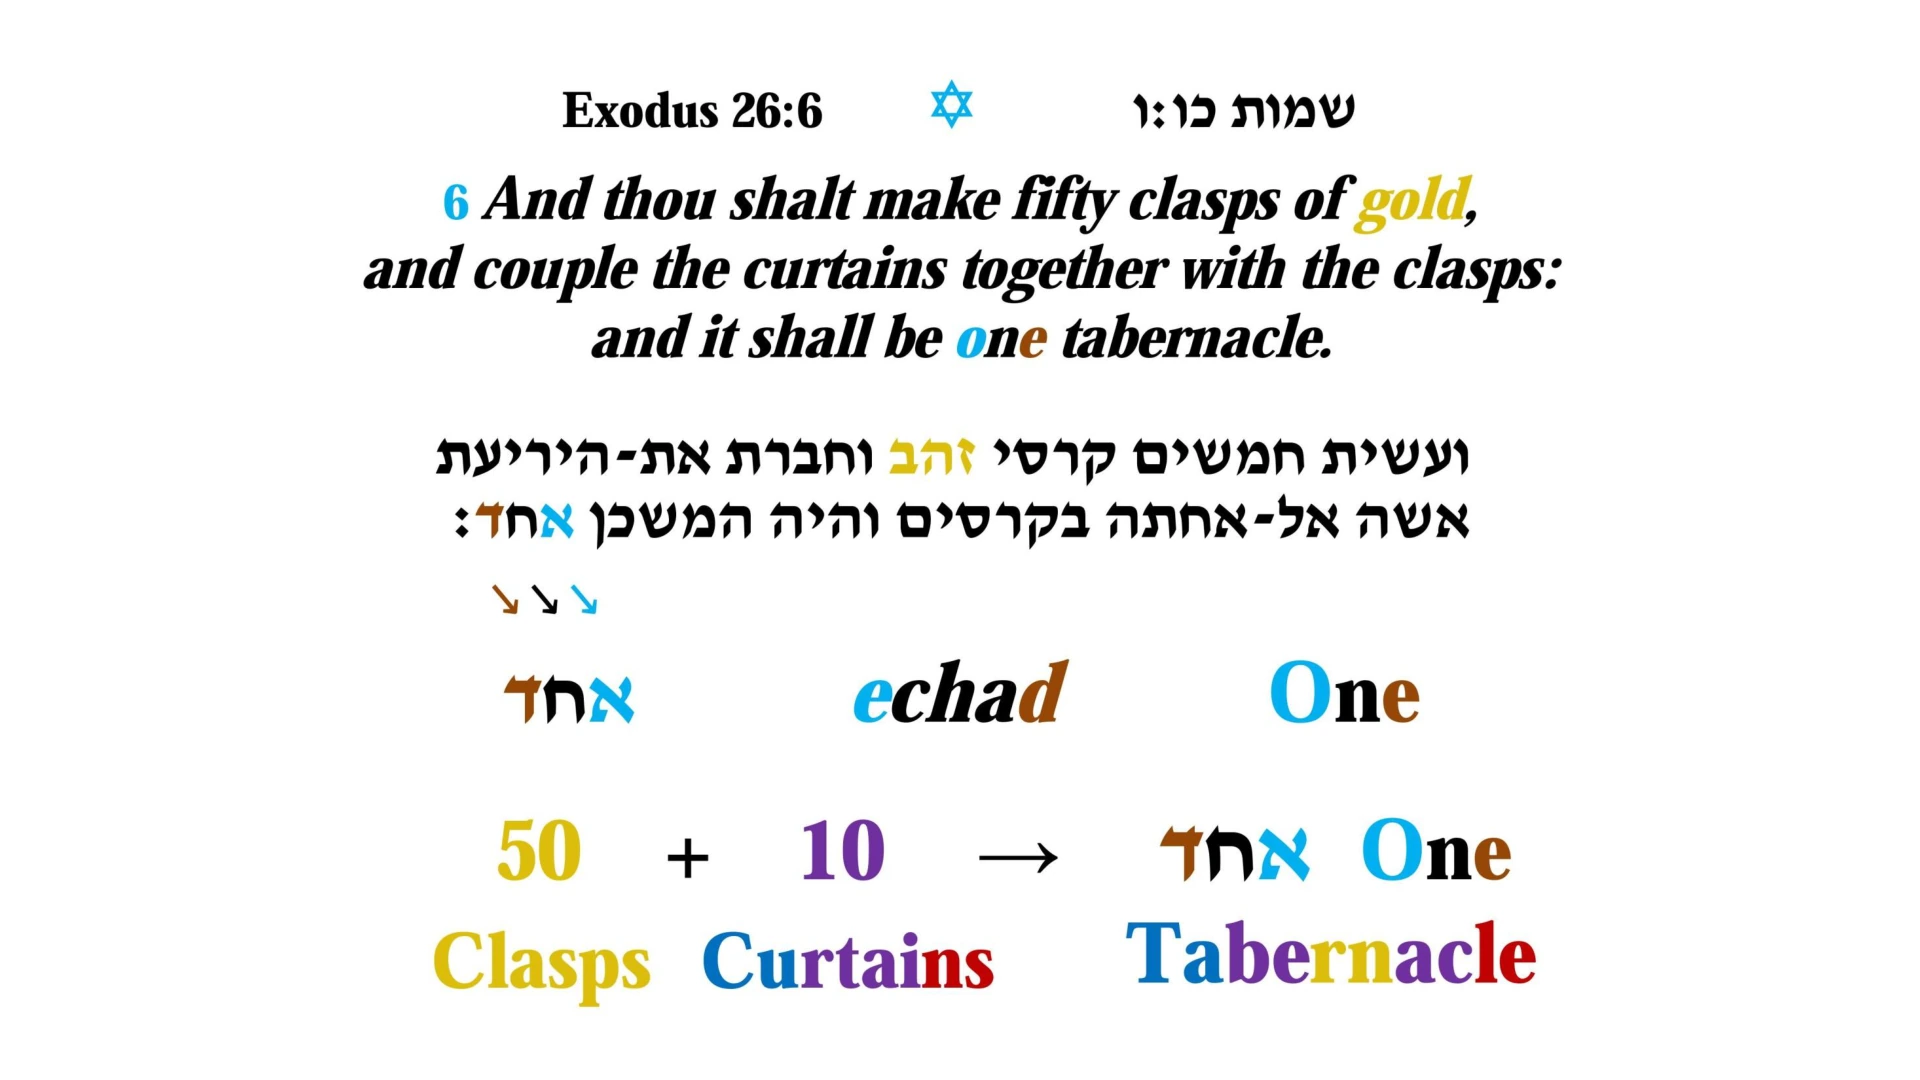 Exodus 26:6 ✡ שמות כו:ו
6 And thou shalt make fifty clasps of gold,
and couple the curtains together with the clasps:
and it shall be one tabernacle.
ועשית חמשים קרסי זהב וחברת את-היריעת
אשה אל-אחתה בקרסים והיה המשכן אחד:
↘ ↘ ↘
אחד echad One
50 + 10 → אחד One
Clasps Curtains Tabernacle